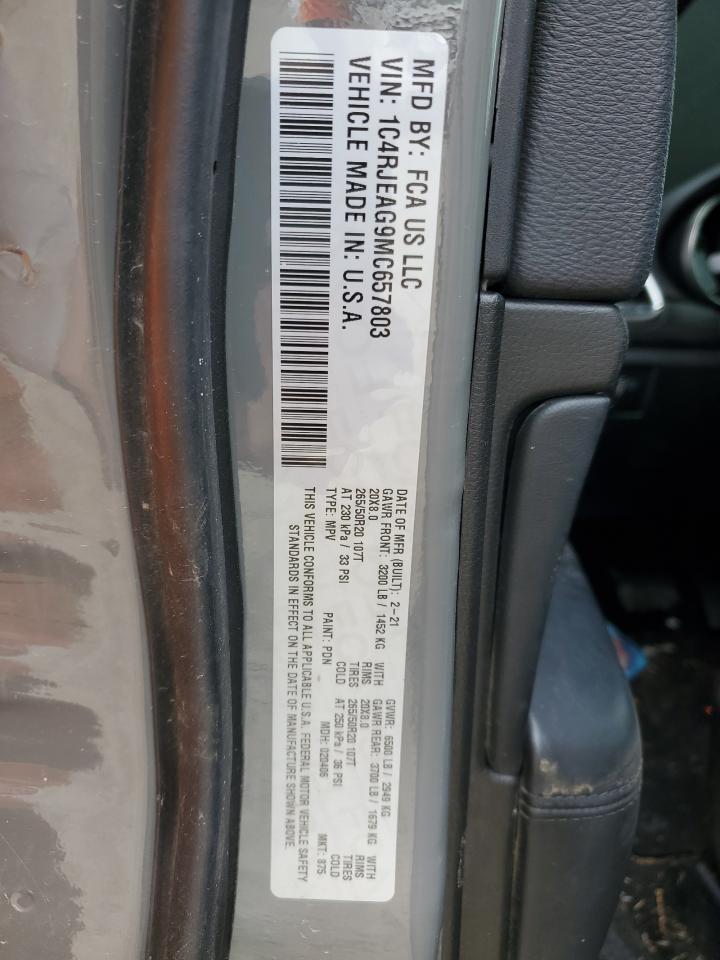 MFD BY: FCA US LLC
VIN: 1C4RJEAG9MC657803
VEHICLE MADE IN: U.S.A.
DATE OF MFR (BUILT): 2-21 GVWR: 6500 LB / 2949 KG
GAWR FRONT: 3200 LB / 1452 KG WITH GAWR REAR: 3700 LB / 1679 KG WITH
20X8.0 RIMS 20X8.0 RIMS
265/50R20 107T TIRES 265/50R20 107T TIRES
AT 230 kPa / 33 PSI COLD AT 250 kPa / 36 PSI COLD
TYPE: MPV PAINT: PDN MDH: 020406 MKT: 875
THIS VEHICLE CONFORMS TO ALL APPLICABLE U.S.A. FEDERAL MOTOR VEHICLE SAFETY
STANDARDS IN EFFECT ON THE DATE OF MANUFACTURE SHOWN ABOVE.